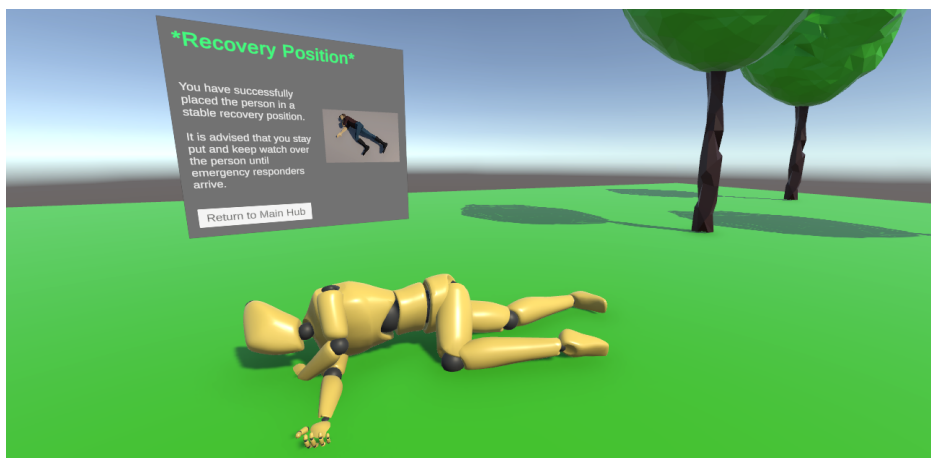 *Recovery Position*
You have successfully
placed the person in a
stable recovery position.
It is advised that you stay
put and keep watch over
the person until
emergency responders
arrive.
Return to Main Hub